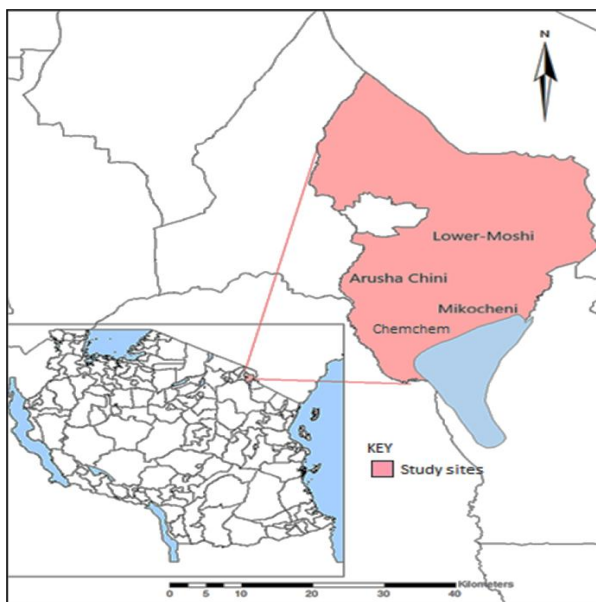 N
Lower-Moshi
Arusha Chini
Mikocheni
Chemchem
KEY
Study sites
0 5 10 20 30 40 Kilometers